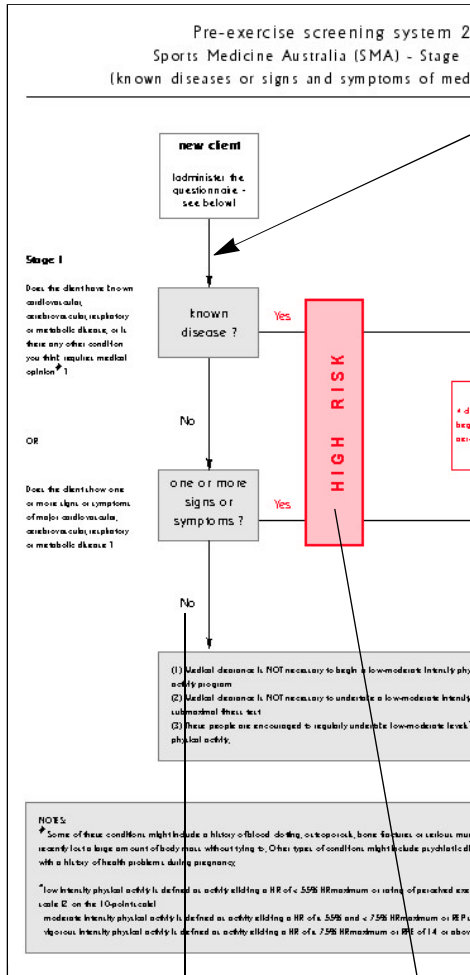 Pre-exercise screening system 2
Sports Medicine Australia (SMA) - Stage
(known diseases or signs and symptoms of med
new client
(administer the
questionnaire -
see below)
Stage 1
Does the client have known
cardiovascular,
cerebrovascular, respiratory
or metabolic disease, or is
there any other condition
you think requires medical
opinion# ?
known
disease ?
Yes
HIGH RISK
No
OR
Does the client show one
or more signs or symptoms
of major cardiovascular,
cerebrovascular, respiratory
or metabolic disease ?
one or more
signs or
symptoms ?
Yes
No
(1) Medical clearance is NOT necessary to begin a low-moderate intensity phy
activity program
(2) Medical clearance is NOT necessary to undertake a low-moderate intensity
submaximal fitness test
(3) These people are encouraged to regularly undertake low-moderate level
physical activity.
NOTES:
# Some of these conditions might include a history of blood clotting, osteoporosis, bone fractures or serious mus
recently lost a large amount of body mass without trying to. Other types of conditions might include psychiatric di
with a history of health problems during pregnancy.
low intensity physical activity is defined as activity eliciting a HR of < 55% HRmaximum or rating of perceived exe
scale 12 on the 10-point scale)
moderate intensity physical activity is defined as activity eliciting a HR of ≥ 55% and < 75% HRmaximum or RPE
vigorous intensity physical activity is defined as activity eliciting a HR of ≥ 75% HRmaximum or RPE of 14 or abov